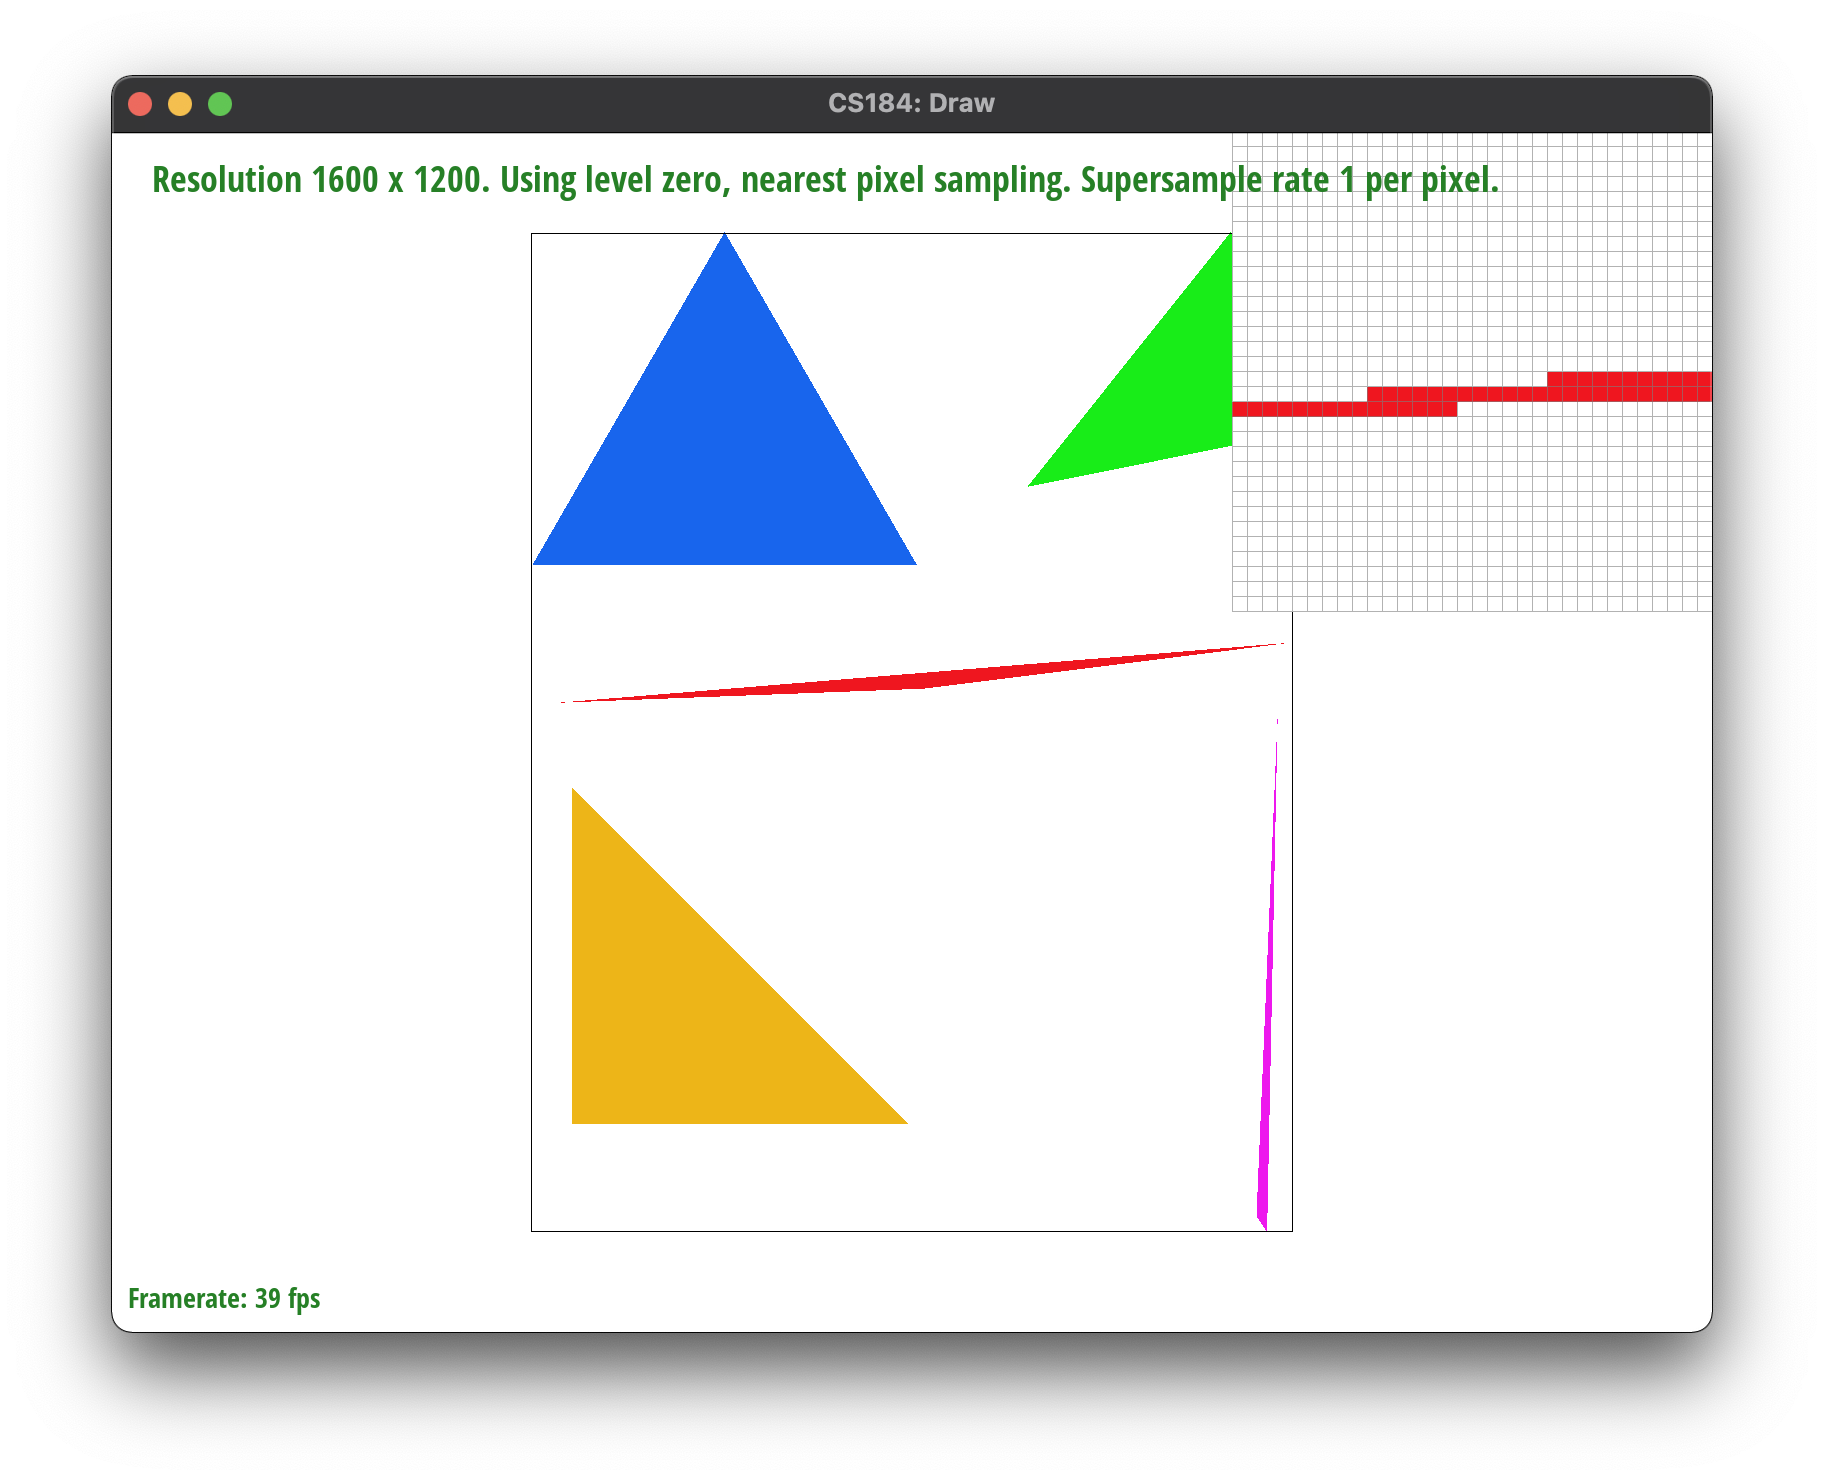 CS184: Draw
Resolution 1600 x 1200. Using level zero, nearest pixel sampling. Supersample rate 1 per pixel.
Framerate: 39 fps